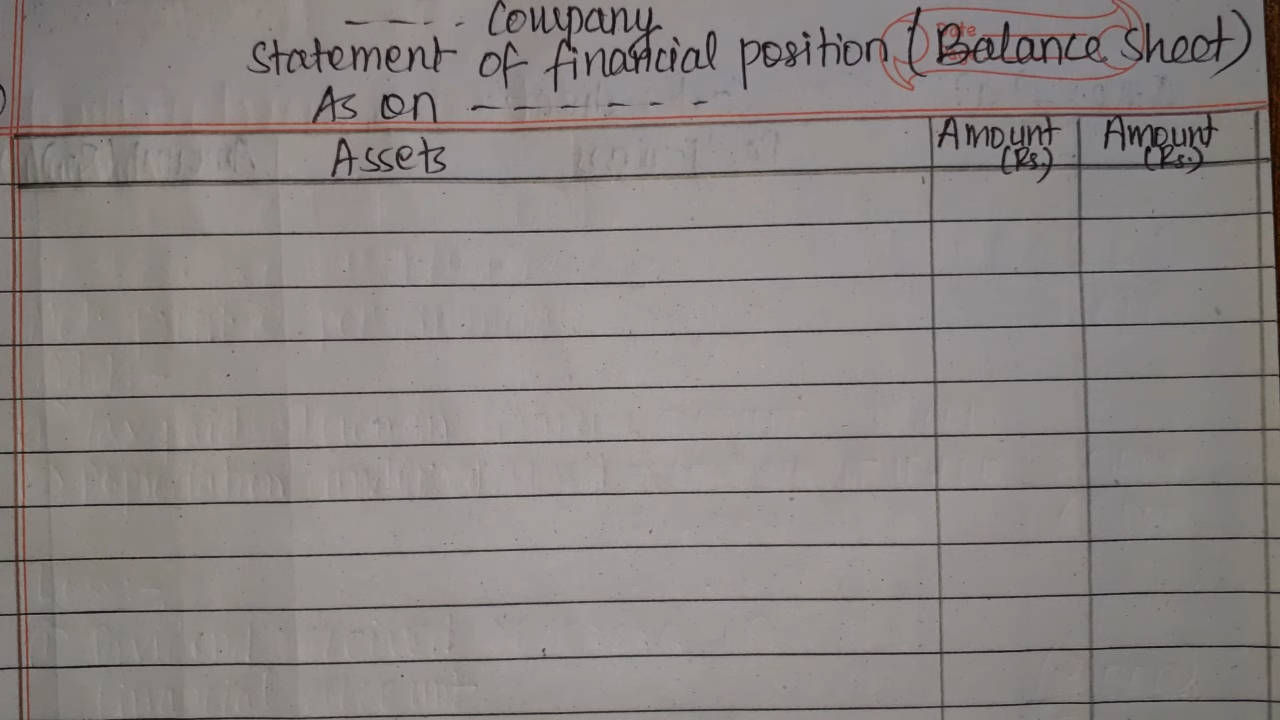 ----- Company
Statement of financial position (Balance sheet)
As on -------
Assets
Amount (Rs.)
Amount (Rs.)